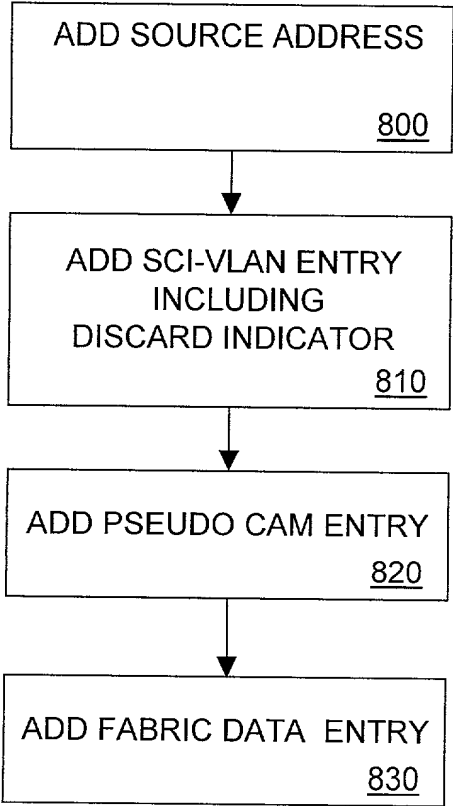 ADD SOURCE ADDRESS
800
ADD SCI-VLAN ENTRY
INCLUDING
DISCARD INDICATOR
810
ADD PSEUDO CAM ENTRY
820
ADD FABRIC DATA ENTRY
830